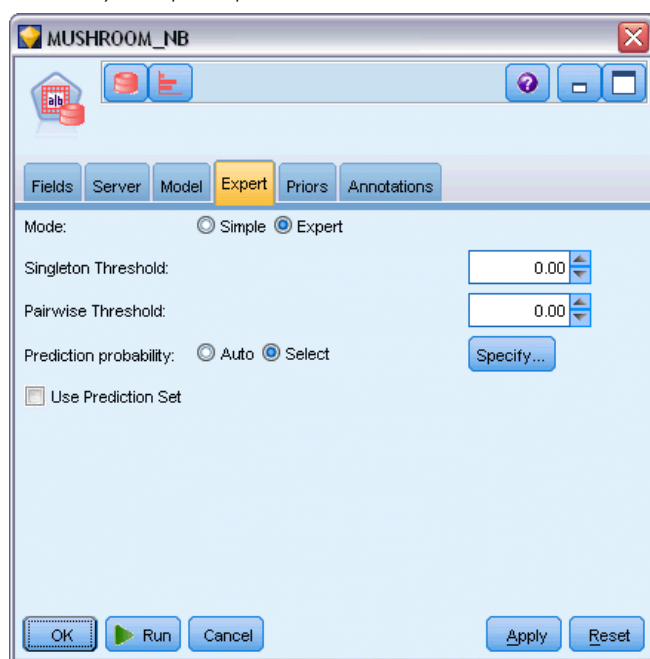 MUSHROOM_NB
a|b
?
Fields Server Model Expert Priors Annotations
Mode: Simple Expert
Singleton Threshold: 0.00
Pairwise Threshold: 0.00
Prediction probability: Auto Select Specify...
Use Prediction Set
OK Run Cancel Apply Reset